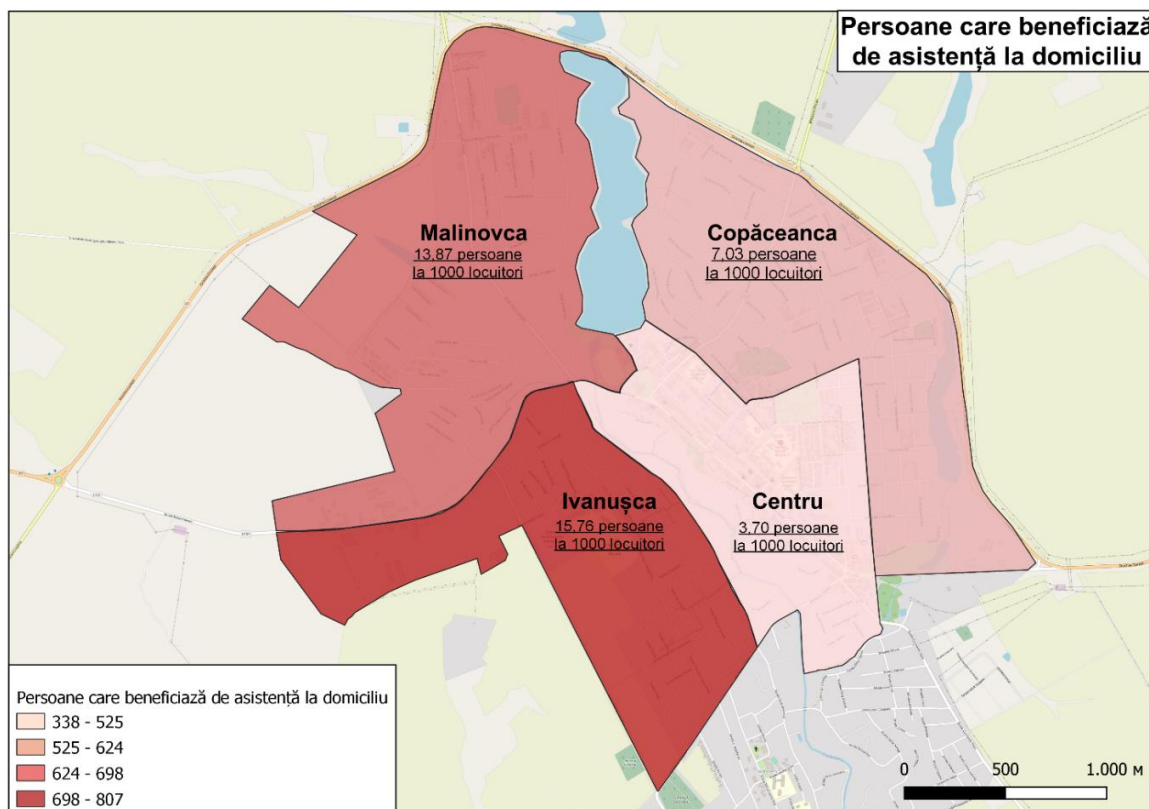 Persoane care beneficiază
de asistență la domiciliu
Malinovca
13,87 persoane
la 1000 locuitori
Copăceanca
7,03 persoane
la 1000 locuitori
Ivanușca
15,76 persoane
la 1000 locuitori
Centru
3,70 persoane
la 1000 locuitori
Persoane care beneficiază de asistență la domiciliu
338 - 525
525 - 624
624 - 698
698 - 807
0 500 1.000 m